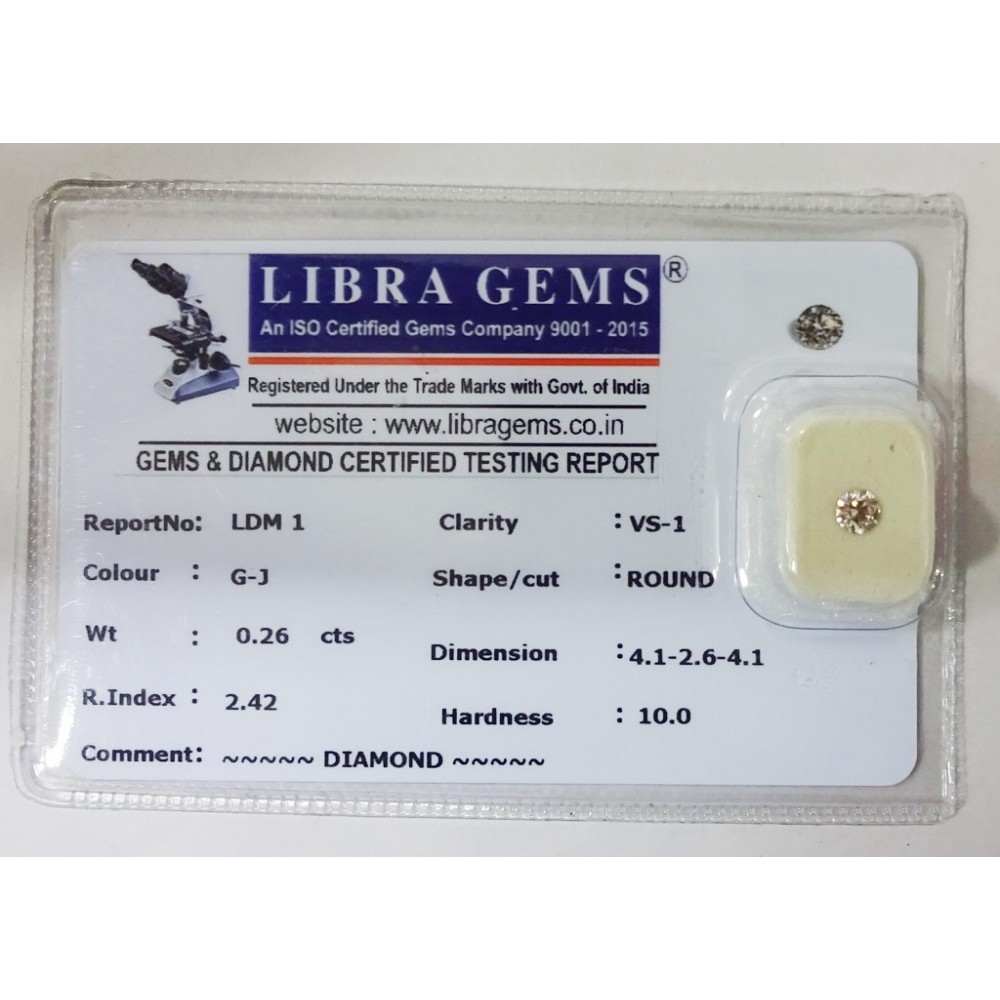 LIBRA GEMS ®
An ISO Certified Gems Company 9001 - 2015
Registered Under the Trade Marks with Govt. of India
website : www.libragems.co.in
GEMS & DIAMOND CERTIFIED TESTING REPORT
ReportNo: LDM 1 Clarity : VS-1
Colour : G-J Shape/cut : ROUND
Wt : 0.26 cts Dimension : 4.1-2.6-4.1
R.Index : 2.42 Hardness : 10.0
Comment: ~~~~~ DIAMOND ~~~~~